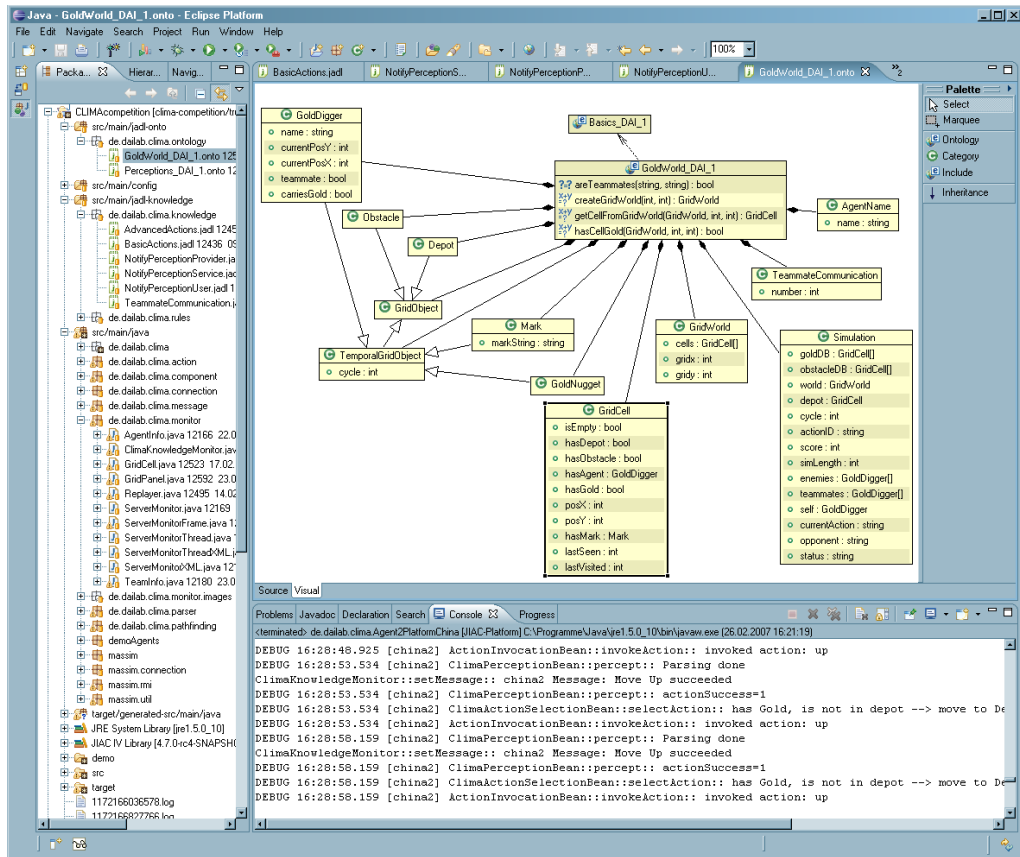 Java - GoldWorld_DAI_1.onto - Eclipse Platform
File Edit Navigate Search Project Run Window Help
100%
Packa... Hierar... Navig...
CLIMAcompetition [clima-competition/tru
src/main/jadl-onto
de.dailab.clima.ontology
GoldWorld_DAI_1.onto 125
Perceptions_DAI_1.onto 12
src/main/config
src/main/jadl-knowledge
de.dailab.clima.knowledge
AdvancedActions.jadl 1245
BasicActions.jadl 12436 09
NotifyPerceptionProvider.ja
NotifyPerceptionService.jad
NotifyPerceptionUser.jadl 1
TeammateCommunication.j
de.dailab.clima.rules
src/main/java
de.dailab.clima
de.dailab.clima.action
de.dailab.clima.component
de.dailab.clima.connection
de.dailab.clima.message
de.dailab.clima.monitor
AgentInfo.java 12166 22.0
ClimaKnowledgeMonitor.jav
GridCell.java 12523 17.02.
GridPanel.java 12592 23.0
Replayer.java 12495 14.02
ServerMonitor.java 12169
ServerMonitorFrame.java 12
ServerMonitorThread.java 1
ServerMonitorThreadXML.j
ServerMonitorXML.java 121
TeamInfo.java 12180 23.0
de.dailab.clima.monitor.images
de.dailab.clima.parser
de.dailab.clima.pathfinding
demoAgents
massim
massim.connection
massim.rmi
massim.util
target/generated-src/main/java
JRE System Library [jre1.5.0_10]
JIAC IV Library [4.7.0-rc4-SNAPSH
demo
src
target
1172166036578.log
1172166827766.log
BasicActions.jadl NotifyPerceptionS... NotifyPerceptionP... NotifyPerceptionU... GoldWorld_DAI_1.onto »2
GoldDigger
name : string
currentPosY : int
currentPosX : int
teammate : bool
carriesGold : bool
Basics_DAI_1
GoldWorld_DAI_1
areTeammates(string, string) : bool
createGridWorld(int, int) : GridWorld
getCellFromGridWorld(GridWorld, int, int) : GridCell
hasCellGold(GridWorld, int, int) : bool
AgentName
name : string
Obstacle
Depot
GridObject
TeammateCommunication
number : int
Mark
markString : string
TemporalGridObject
cycle : int
GoldNugget
GridWorld
cells : GridCell[]
gridx : int
gridy : int
GridCell
isEmpty : bool
hasDepot : bool
hasObstacle : bool
hasAgent : GoldDigger
hasGold : bool
posX : int
posY : int
hasMark : Mark
lastSeen : int
lastVisited : int
Simulation
goldDB : GridCell[]
obstacleDB : GridCell[]
world : GridWorld
depot : GridCell
cycle : int
actionID : string
score : int
simLength : int
enemies : GoldDigger[]
teammates : GoldDigger[]
self : GoldDigger
currentAction : string
opponent : string
status : string
Palette
Select
Marquee
Ontology
Category
Include
Inheritance
Source Visual
Problems Javadoc Declaration Search Console Progress
<terminated> de.dailab.clima.Agent2PlatformChina [JIAC-Platform] C:\Programme\Java\jre1.5.0_10\bin\javaw.exe (26.02.2007 16:21:19)
DEBUG 16:28:48.925 [china2] ActionInvocationBean::invokeAction:: invoked action: up
DEBUG 16:28:53.534 [china2] ClimaPerceptionBean::percept:: Parsing done
ClimaKnowledgeMonitor::setMessage:: china2 Message: Move Up succeeded
DEBUG 16:28:53.534 [china2] ClimaPerceptionBean::percept:: actionSuccess=1
DEBUG 16:28:53.534 [china2] ClimaActionSelectionBean::selectAction:: has Gold, is not in depot --> move to De
DEBUG 16:28:53.534 [china2] ActionInvocationBean::invokeAction:: invoked action: up
DEBUG 16:28:58.159 [china2] ClimaPerceptionBean::percept:: Parsing done
ClimaKnowledgeMonitor::setMessage:: china2 Message: Move Up succeeded
DEBUG 16:28:58.159 [china2] ClimaPerceptionBean::percept:: actionSuccess=1
DEBUG 16:28:58.159 [china2] ClimaActionSelectionBean::selectAction:: has Gold, is not in depot --> move to De
DEBUG 16:28:58.159 [china2] ActionInvocationBean::invokeAction:: invoked action: up